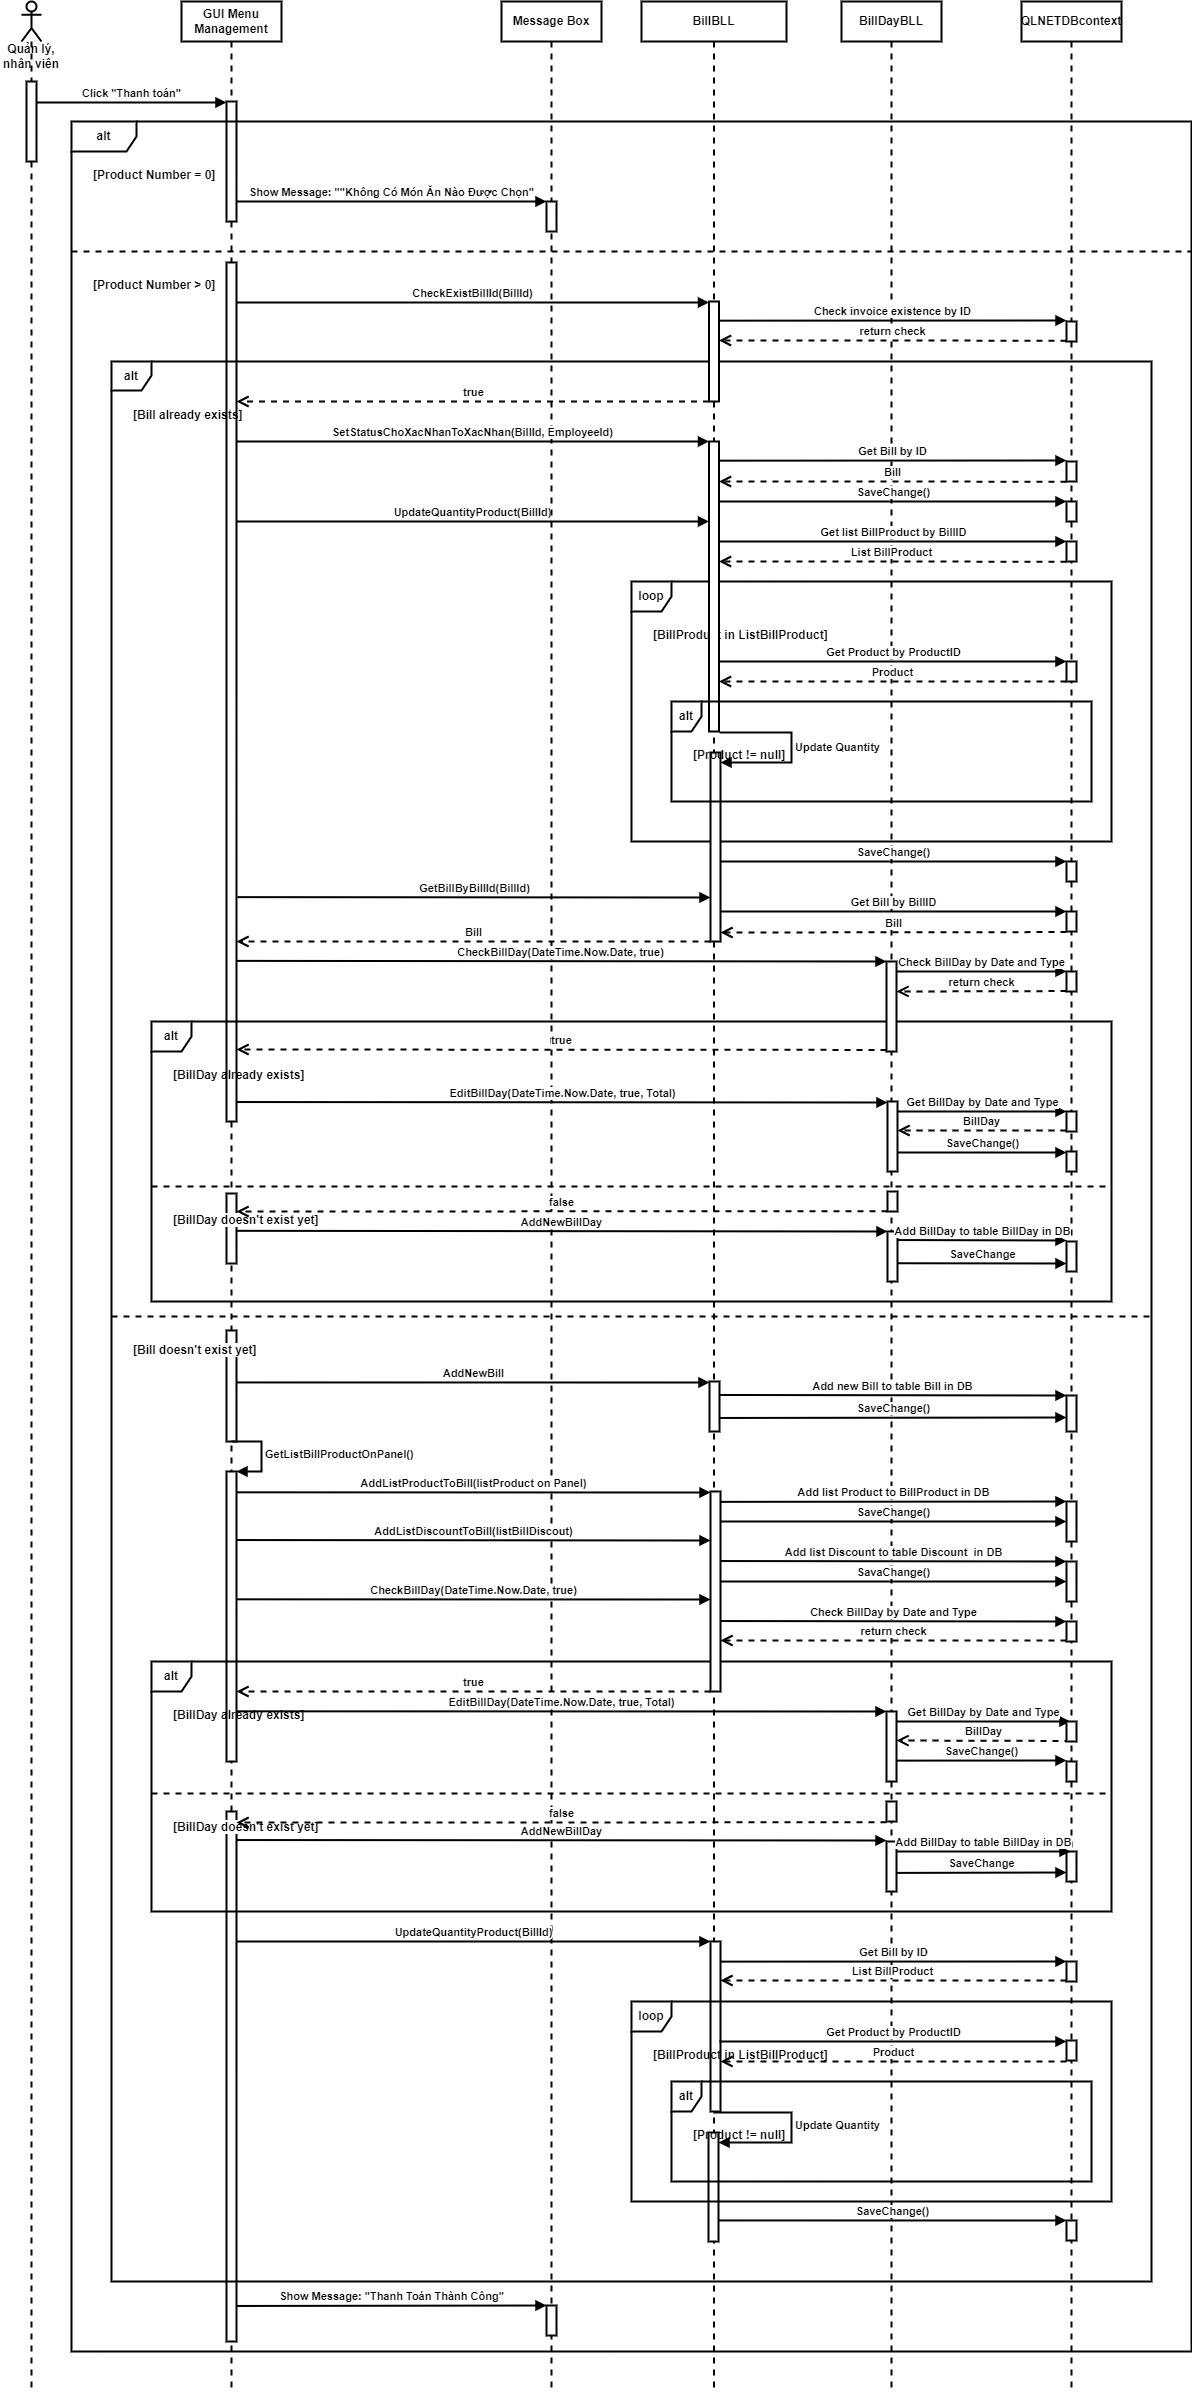 GUI Menu
Management
Message Box
BillBLL
BillDayBLL
QLNETDBcontext
Quản lý,
nhân viên
Click "Thanh toán"
alt
[Product Number = 0]
Show Message: ""Không Có Món Ăn Nào Được Chọn"
[Product Number > 0]
CheckExistBillId(BillId)
Check invoice existence by ID
return check
alt
true
[Bill already exists]
SetStatusChoXacNhanToXacNhan(BillId, EmployeeId)
Get Bill by ID
Bill
SaveChange()
UpdateQuantityProduct(BillId)
Get list BillProduct by BillID
List BillProduct
loop
[BillProduct in ListBillProduct]
Get Product by ProductID
Product
alt
Update Quantity
[Product != null]
SaveChange()
GetBillByBillId(BillId)
Get Bill by BillID
Bill
Bill
CheckBillDay(DateTime.Now.Date, true)
Check BillDay by Date and Type
return check
alt
true
[BillDay already exists]
EditBillDay(DateTime.Now.Date, true, Total)
Get BillDay by Date and Type
BillDay
SaveChange()
false
[BillDay doesn't exist yet]
AddNewBillDay
Add BillDay to table BillDay in DB
SaveChange
[Bill doesn't exist yet]
AddNewBill
Add new Bill to table Bill in DB
SaveChange()
GetListBillProductOnPanel()
AddListProductToBill(listProduct on Panel)
Add list Product to BillProduct in DB
SaveChange()
AddListDiscountToBill(listBillDiscout)
Add list Discount to table Discount  in DB
SavaChange()
CheckBillDay(DateTime.Now.Date, true)
Check BillDay by Date and Type
return check
alt
true
EditBillDay(DateTime.Now.Date, true, Total)
[BillDay already exists]
Get BillDay by Date and Type
BillDay
SaveChange()
false
[BillDay doesn't exist yet]
AddNewBillDay
Add BillDay to table BillDay in DB
SaveChange
UpdateQuantityProduct(BillId)
Get Bill by ID
List BillProduct
loop
Get Product by ProductID
[BillProduct in ListBillProduct]
Product
alt
Update Quantity
[Product != null]
SaveChange()
Show Message: "Thanh Toán Thành Công"